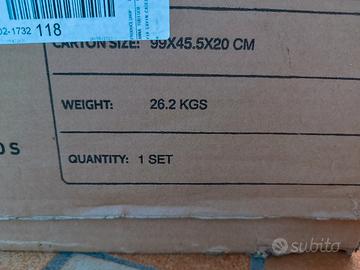 02-1732 118
CARTON SIZE: 99X45.5X20 CM
WEIGHT: 26.2 KGS
DS
QUANTITY: 1 SET
subito